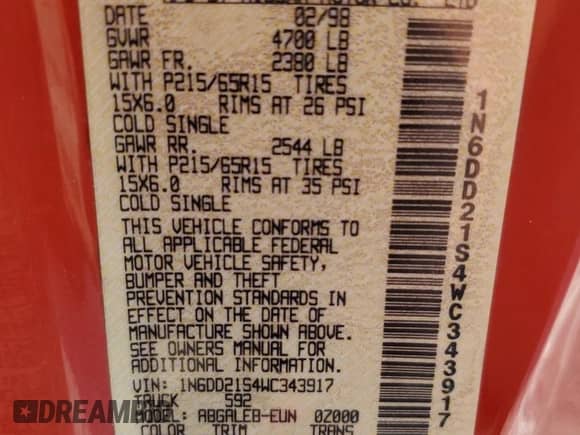 DATE 02/98
GVWR 4700 LB
GAWR FR. 2380 LB
WITH P215/65R15 TIRES
15X6.0 RIMS AT 26 PSI
COLD SINGLE
GAWR RR. 2544 LB
WITH P215/65R15 TIRES
15X6.0 RIMS AT 35 PSI
COLD SINGLE
THIS VEHICLE CONFORMS TO
ALL APPLICABLE FEDERAL
MOTOR VEHICLE SAFETY,
BUMPER AND THEFT
PREVENTION STANDARDS IN
EFFECT ON THE DATE OF
MANUFACTURE SHOWN ABOVE.
SEE OWNERS MANUAL FOR
ADDITIONAL INFORMATION.
VIN: 1N6DD21S4WC343917
TRUCK 592
MODEL: ABGALEB-EUN 02000
COLOR TRIM TRANS
1N6DD21S4WC343917